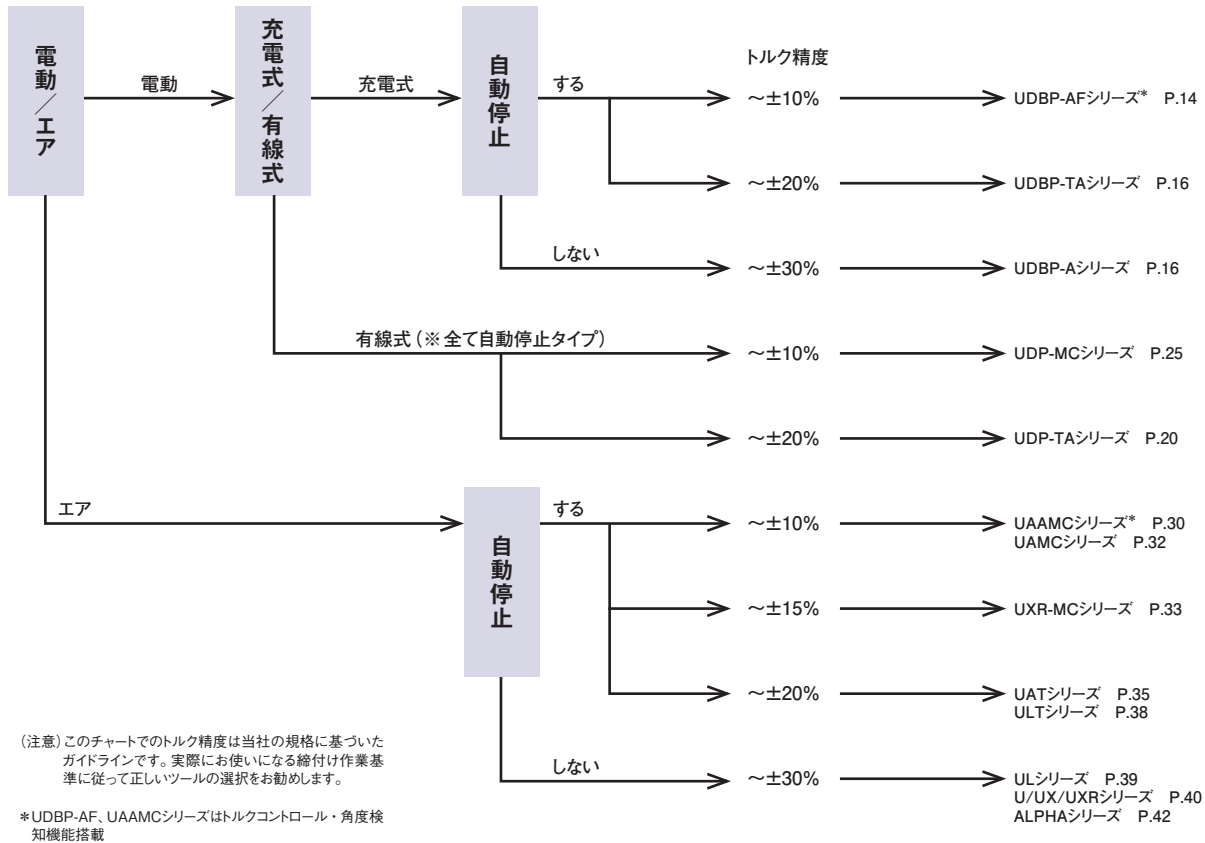 電動／エア
電動
充電式／有線式
充電式
自動停止
する
トルク精度
～±10%
UDBP-AFシリーズ* P.14
～±20%
UDBP-TAシリーズ P.16
しない
～±30%
UDBP-Aシリーズ P.16
有線式（※全て自動停止タイプ）
～±10%
UDP-MCシリーズ P.25
～±20%
UDP-TAシリーズ P.20
エア
自動停止
する
～±10%
UAAMCシリーズ* P.30
UAMCシリーズ P.32
～±15%
UXR-MCシリーズ P.33
～±20%
UATシリーズ P.35
ULTシリーズ P.38
しない
～±30%
ULシリーズ P.39
U/UX/UXRシリーズ P.40
ALPHAシリーズ P.42
（注意）このチャートでのトルク精度は当社の規格に基づいた
ガイドラインです。実際にお使いになる締付け作業基
準に従って正しいツールの選択をお勧めします。
*UDBP-AF、UAAMCシリーズはトルクコントロール・角度検
知機能搭載